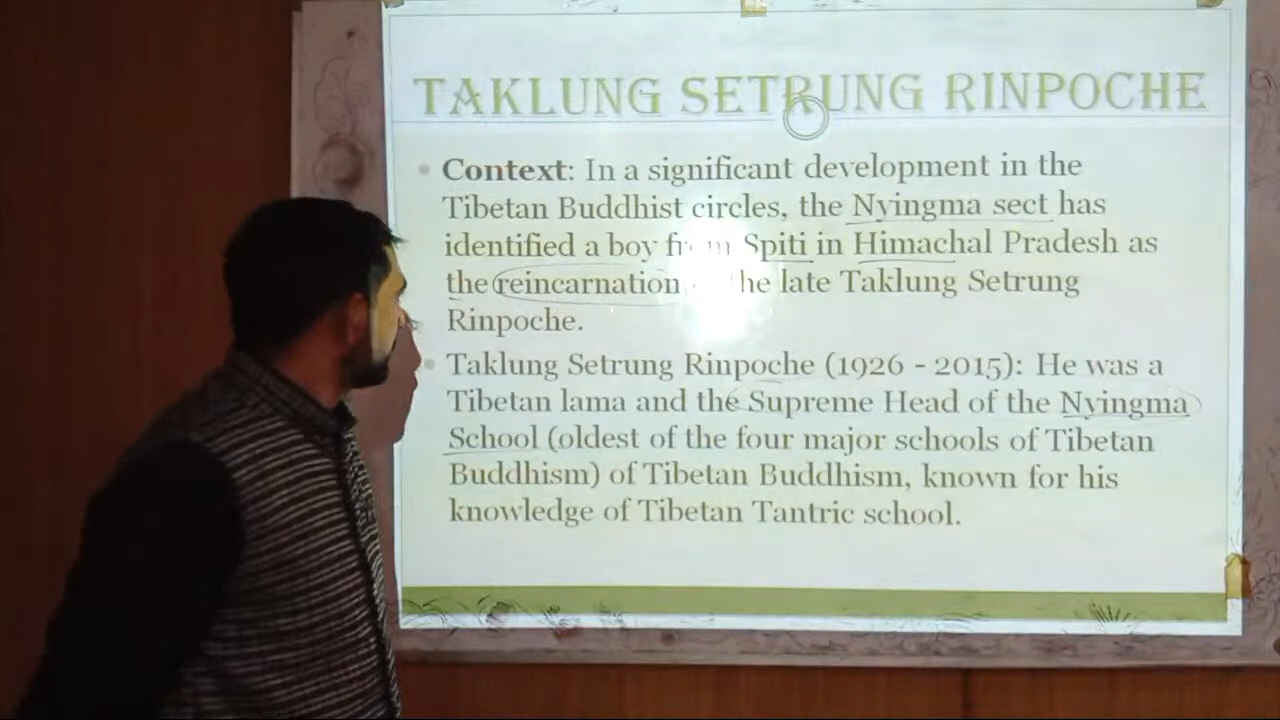 TAKLUNG SETRUNG RINPOCHE
• Context: In a significant development in the
Tibetan Buddhist circles, the Nyingma sect has
identified a boy from Spiti in Himachal Pradesh as
the reincarnation he late Taklung Setrung
Rinpoche.
• Taklung Setrung Rinpoche (1926 - 2015): He was a
Tibetan lama and the Supreme Head of the Nyingma
School (oldest of the four major schools of Tibetan
Buddhism) of Tibetan Buddhism, known for his
knowledge of Tibetan Tantric school.